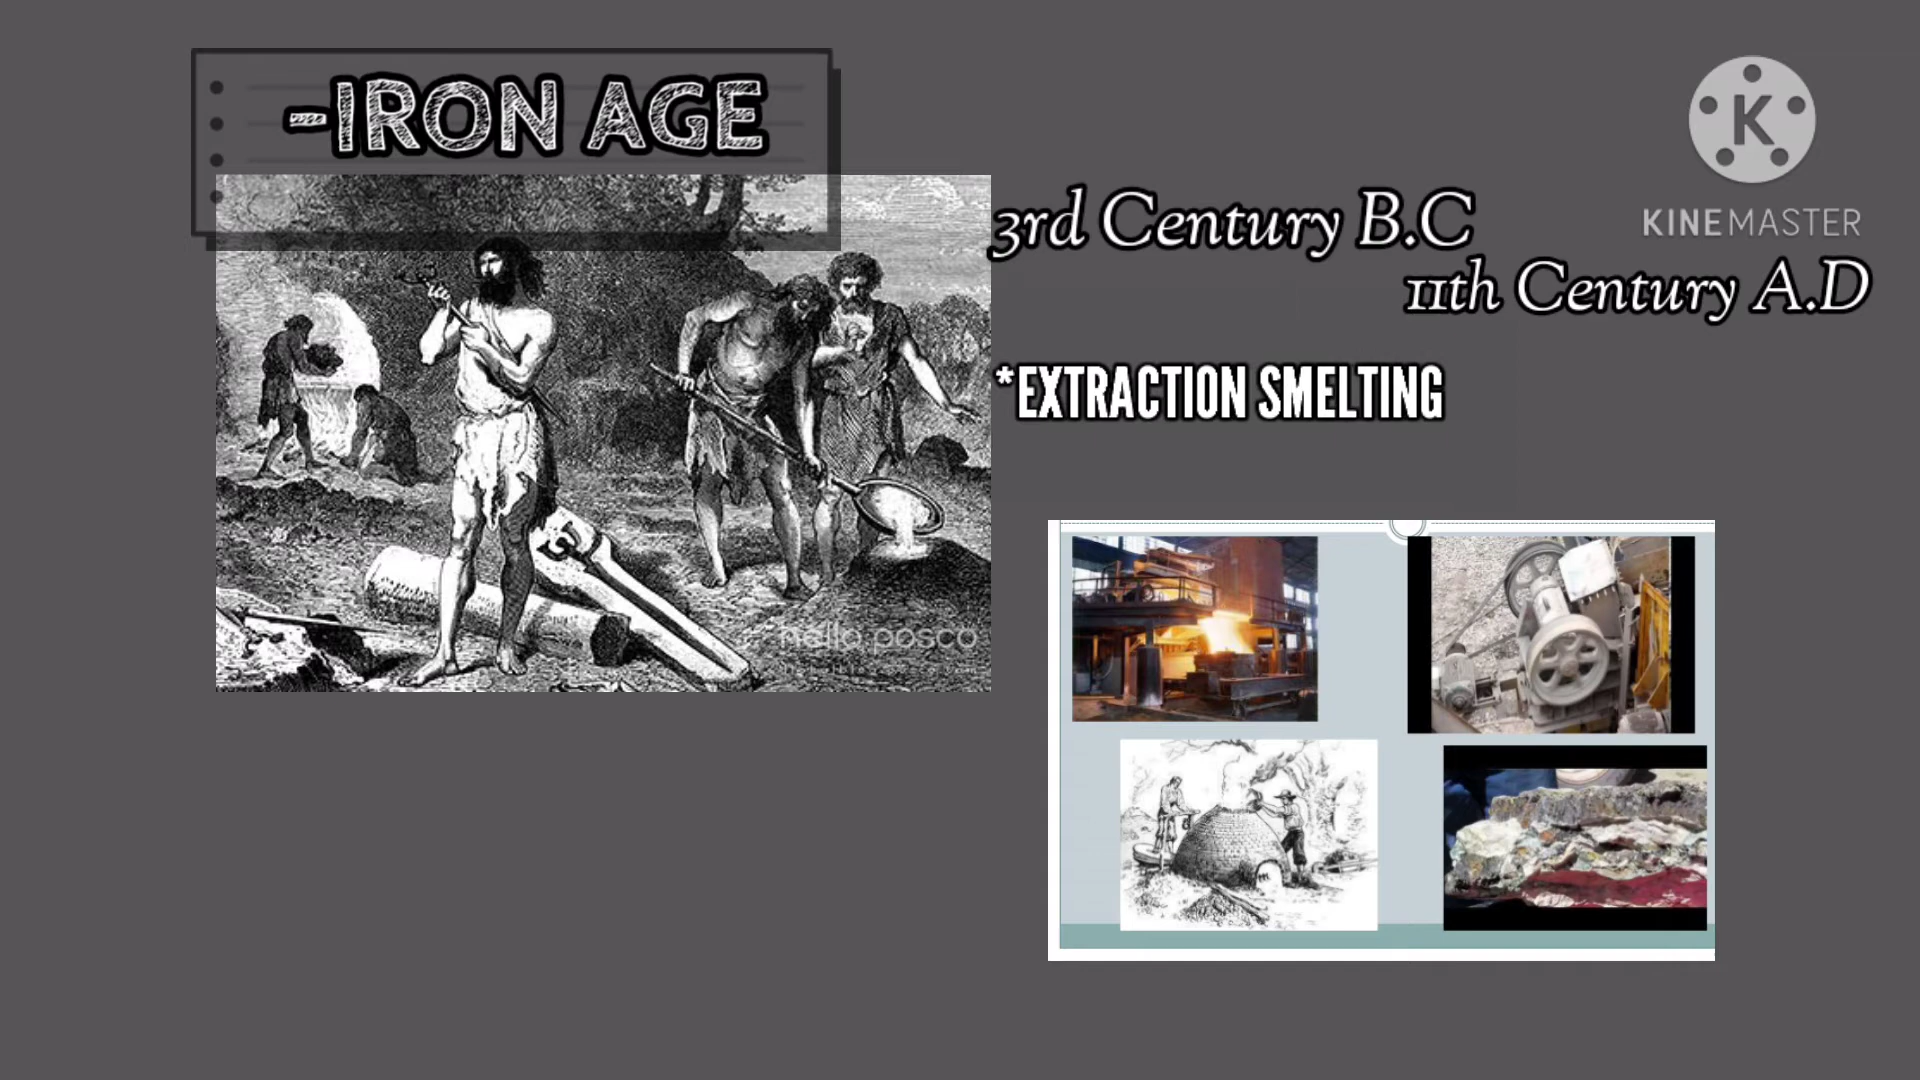 -IRON AGE
K
KINEMASTER
3rd Century B.C
11th Century A.D
*EXTRACTION SMELTING
hello, posco